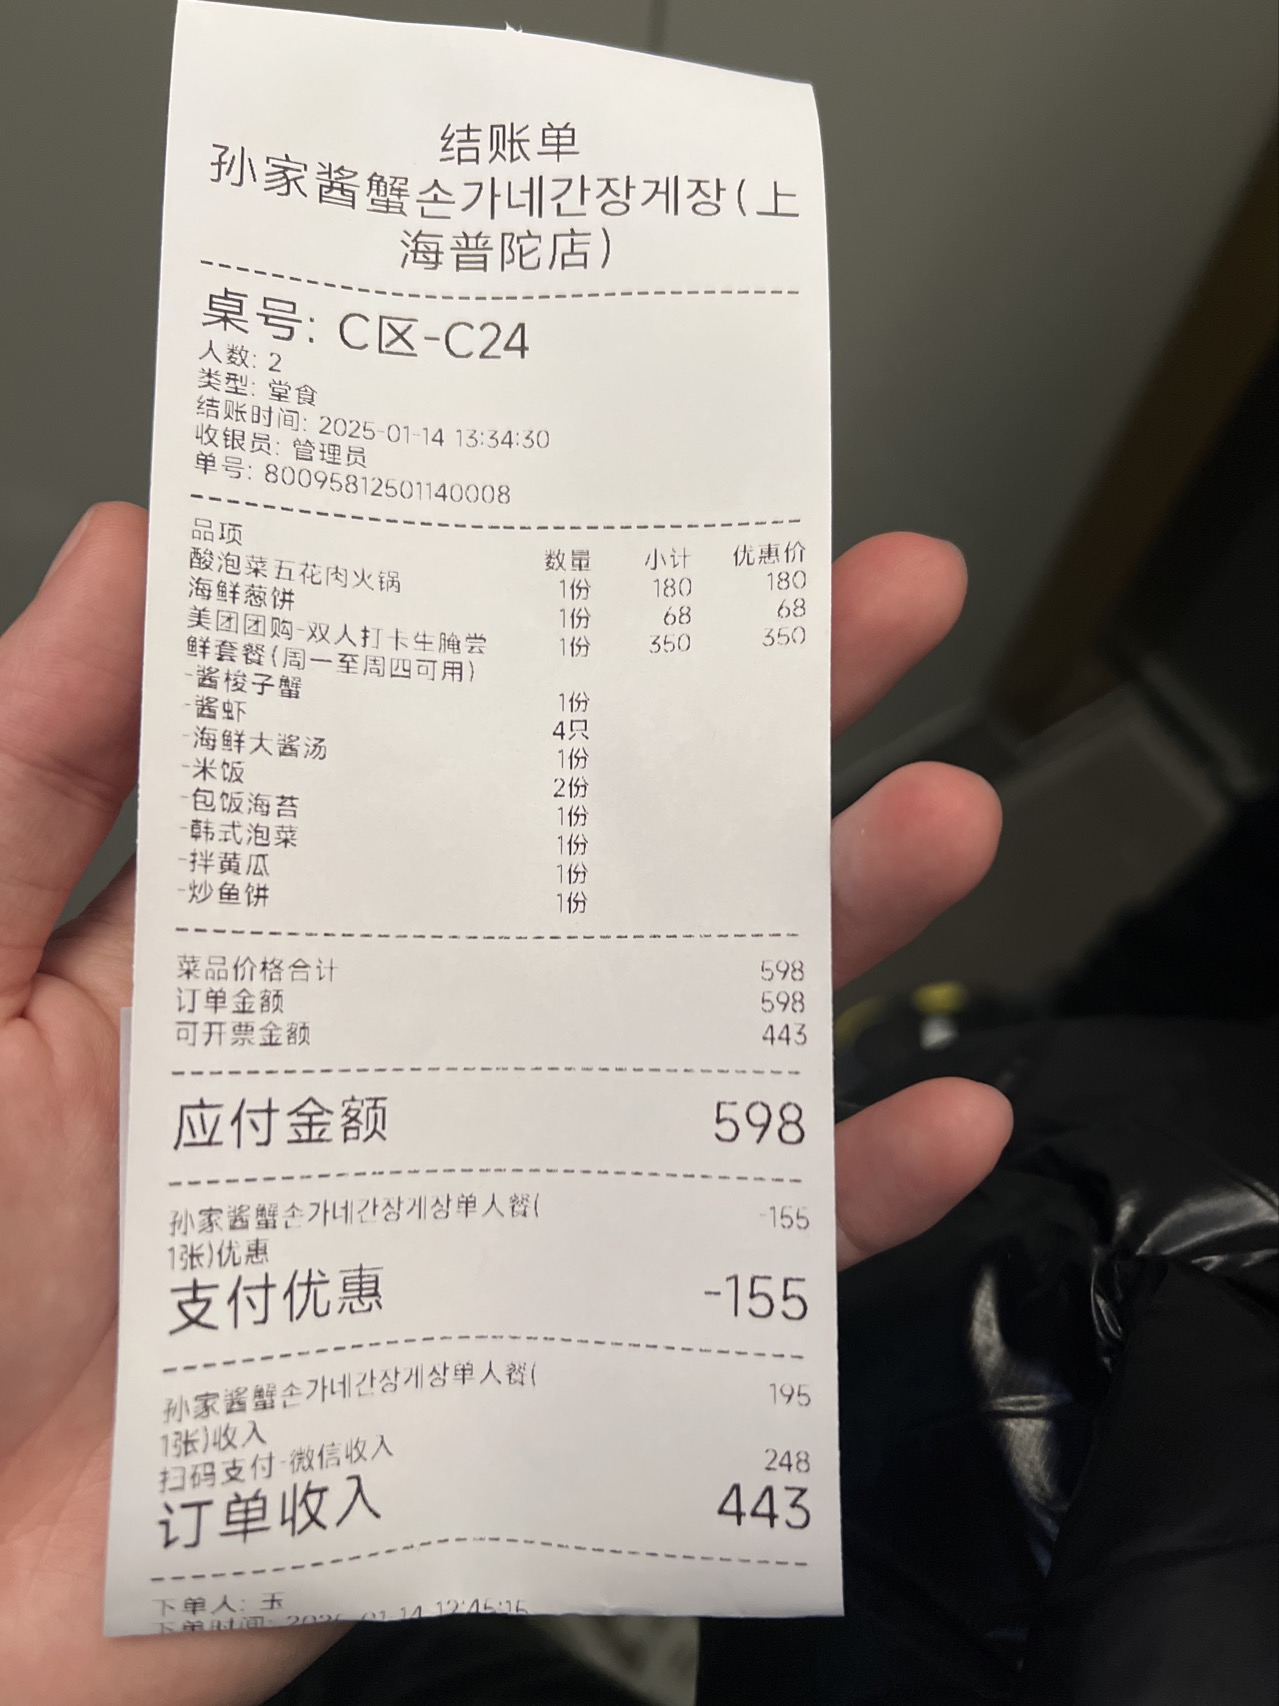 结账单
孙家酱蟹손가네간장게장(上
海普陀店)
桌号: C区-C24
人数: 2
类型: 堂食
结账时间: 2025-01-14 13:34:30
收银员: 管理员
单号: 80095812501140008
品项 数量 小计 优惠价
酸泡菜五花肉火锅 1份 180 180
海鲜葱饼 1份 68 68
美团团购-双人打卡生腌尝 1份 350 350
鲜套餐(周一至周四可用)
-酱梭子蟹 1份
-酱虾 4只
-海鲜大酱汤 1份
-米饭 2份
-包饭海苔 1份
-韩式泡菜 1份
-拌黄瓜 1份
-炒鱼饼 1份
菜品价格合计 598
订单金额 598
可开票金额 443
应付金额 598
孙家酱蟹손가네간장게장单人餐( -155
1张)优惠
支付优惠 -155
孙家酱蟹손가네간장게장单人餐( 195
1张)收入
扫码支付-微信收入 248
订单收入 443
下单人: 玉
下单时间: 2025-01-14 12:45:15